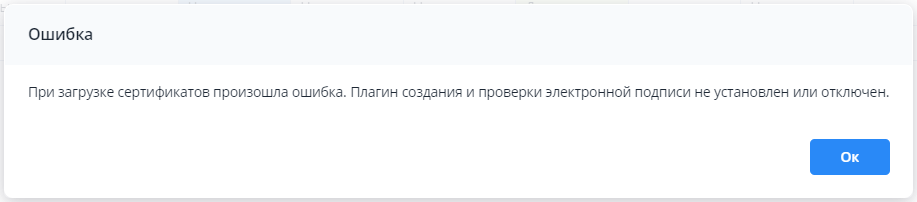 Ошибка
При загрузке сертификатов произошла ошибка. Плагин создания и проверки электронной подписи не установлен или отключен.
Ок